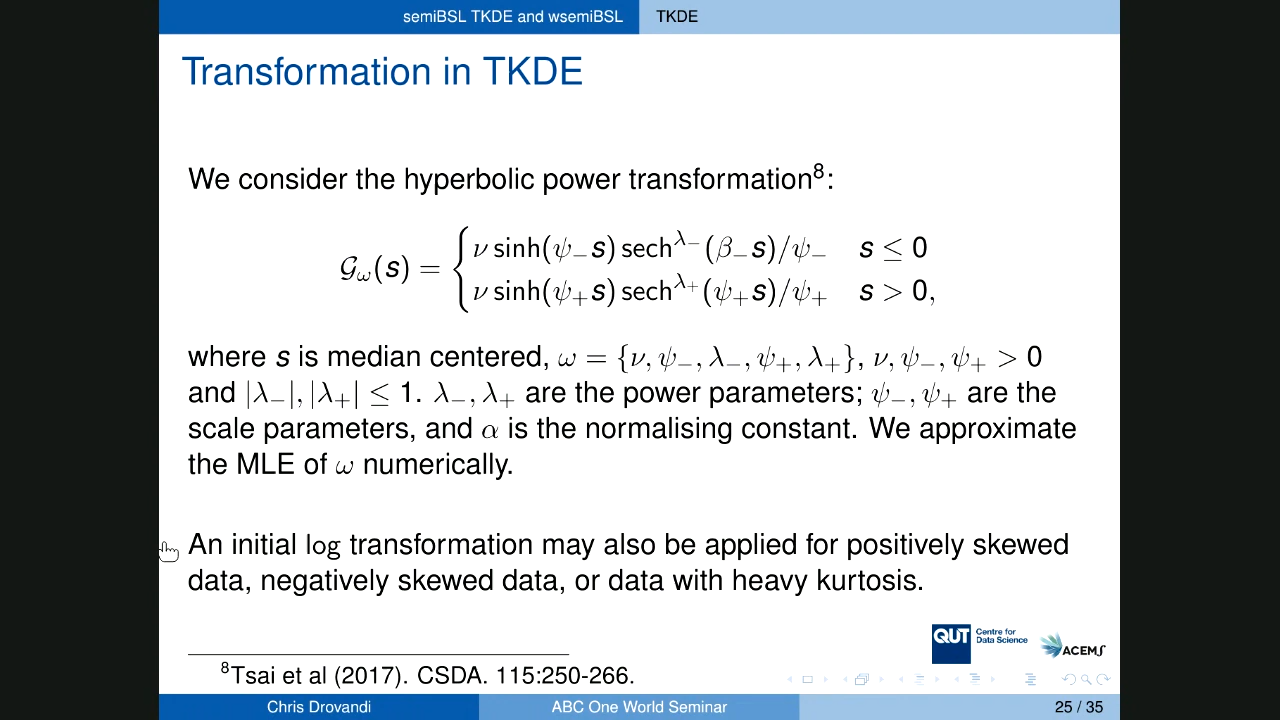 semiBSL TKDE and wsemiBSL TKDE
Transformation in TKDE
We consider the hyperbolic power transformation⁸:
𝒢_ω(s) = { ν sinh(ψ₋s) sech^{λ₋}(β₋s)/ψ₋ s ≤ 0
ν sinh(ψ₊s) sech^{λ₊}(ψ₊s)/ψ₊ s > 0,
where s is median centered, ω = {ν, ψ₋, λ₋, ψ₊, λ₊}, ν, ψ₋, ψ₊ > 0
and |λ₋|, |λ₊| ≤ 1. λ₋, λ₊ are the power parameters; ψ₋, ψ₊ are the
scale parameters, and α is the normalising constant. We approximate
the MLE of ω numerically.
An initial log transformation may also be applied for positively skewed
data, negatively skewed data, or data with heavy kurtosis.
QUT Centre for
Data Science
ACEMS
⁸Tsai et al (2017). CSDA. 115:250-266.
Chris Drovandi ABC One World Seminar 25 / 35